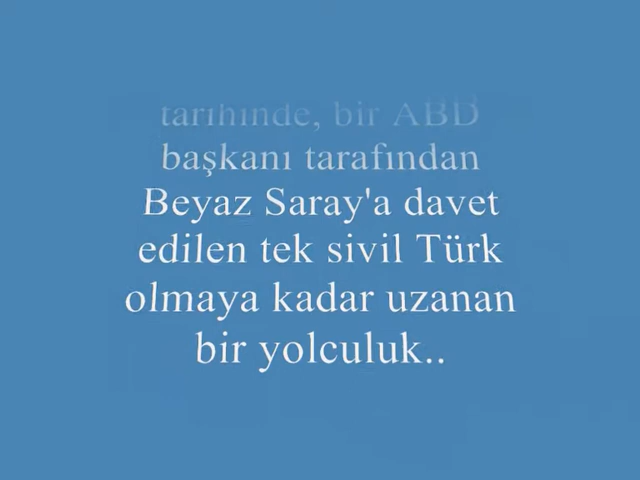 tarihinde, bir ABD
başkanı tarafından
Beyaz Saray'a davet
edilen tek sivil Türk
olmaya kadar uzanan
bir yolculuk..